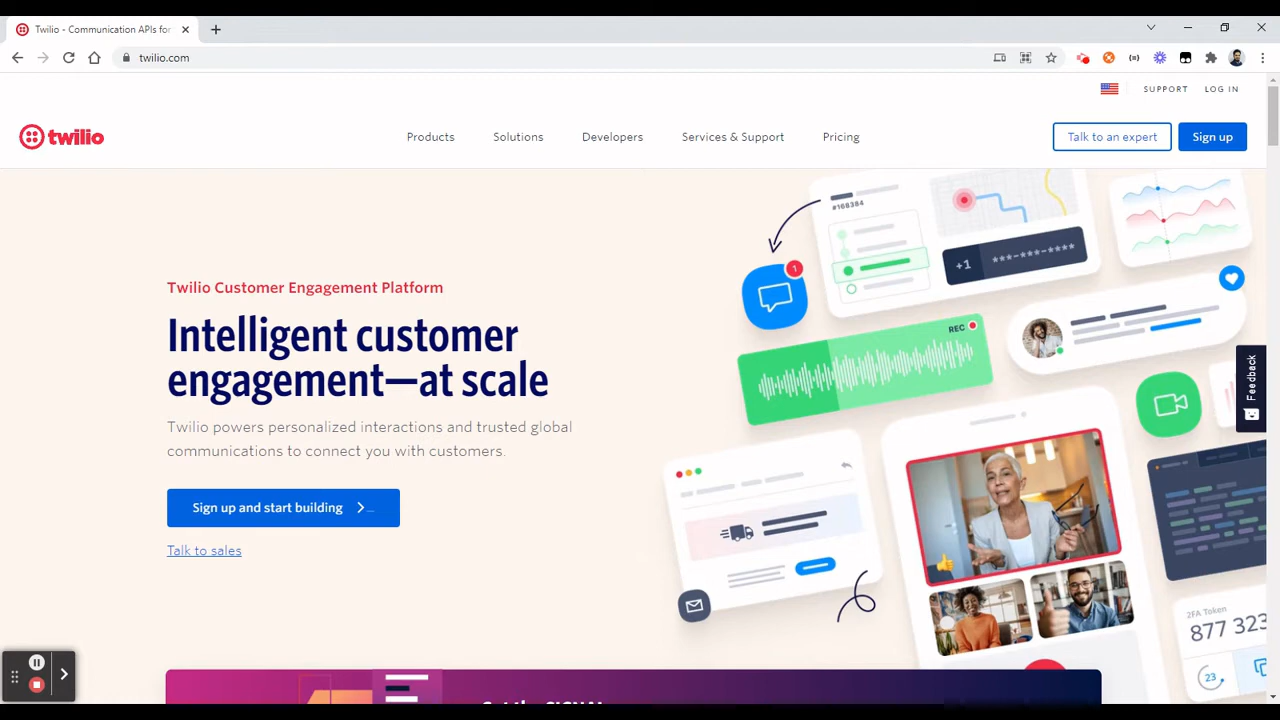 Twilio - Communication APIs for
twilio.com
SUPPORT LOG IN
twilio
Products Solutions Developers Services & Support Pricing
Talk to an expert Sign up
#168384
+1 ***-***-****
1
REC
Twilio Customer Engagement Platform
Intelligent customer
engagement—at scale
Twilio powers personalized interactions and trusted global
communications to connect you with customers.
Sign up and start building
Talk to sales
Feedback
2FA Token
877 323
23